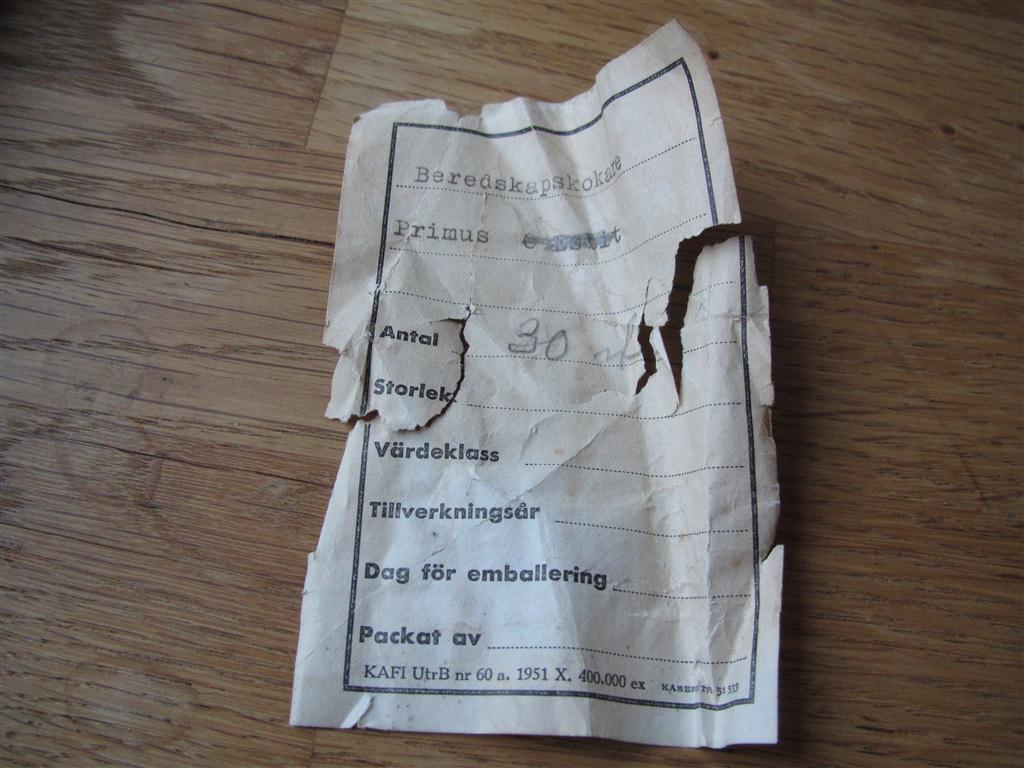 Beredskapskokare
Primus
Antal 30
Storlek
Värdeklass
Tillverkningsår
Dag för emballering
Packat av
KAFI UtrB nr 60 a. 1951 X. 400.000 ex